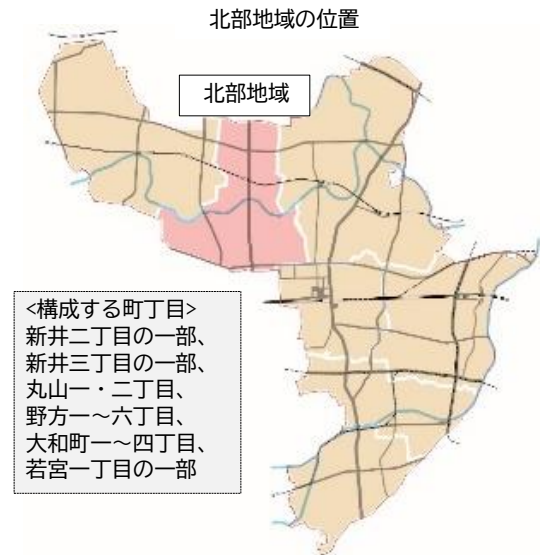 北部地域の位置
北部地域
<構成する町丁目>
新井二丁目の一部、
新井三丁目の一部、
丸山一・二丁目、
野方一～六丁目、
大和町一～四丁目、
若宮一丁目の一部